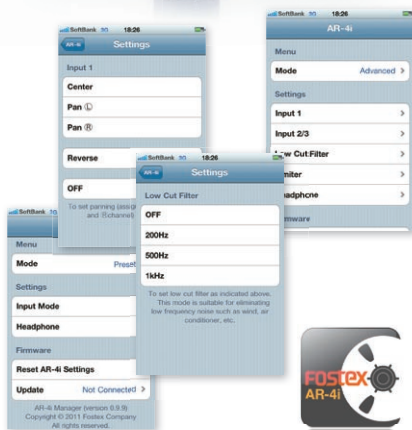 SoftBank 3G 18:26
AR-4i Settings
Input 1
Center
Pan Ⓛ
Pan Ⓡ
Reverse
OFF
To set panning (assig
and Ⓡchannel)
SoftBank 3G 18:26
AR-4i
Menu
Mode Advanced >
Settings
Input 1 >
Input 2/3 >
w Cut Filter >
miter >
adphone >
mware
SoftBank 3G 18:26
AR-4i Settings
Low Cut Filter
OFF
200Hz
500Hz
1kHz
To set low cut filter as indicated above.
This mode is suitable for eliminating
low frequency noise such as wind, air
conditioner, etc.
SoftBank 3G
Menu
Mode Preset
Settings
Input Mode
Headphone
Firmware
Reset AR-4i Settings
Update Not Connected >
AR-4i Manager (version 0.9.9)
Copyright © 2011 Fostex Company
All rights reserved.
FOSTEX
AR-4i